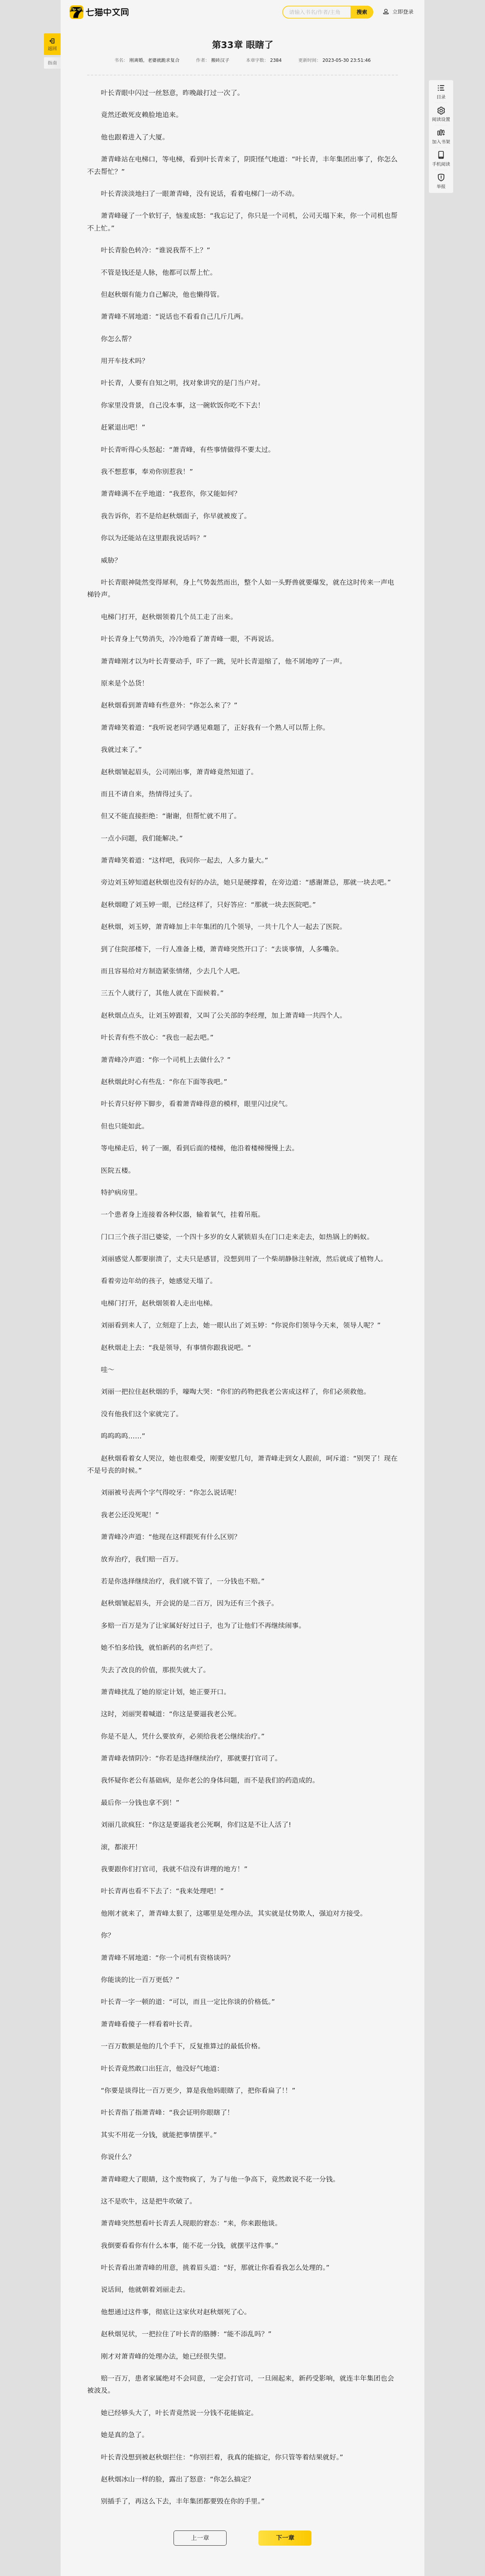 七猫中文网
请输入书名/作家/主角
搜索
立即登录
返回
指南
目录
阅读设置
加入书架
手机阅读
举报
第33章 眼瞎了
更新时间： 2023-05-30 23:51:46
本章字数： 2384
叶长青眼中闪过一丝怒意，昨晚敲打过一次了。
竟然还敢死皮赖脸地追来。
他也跟着进入了大厦。
萧青峰站在电梯口，等电梯，看到叶长青来了，阴阳怪气地道：“叶长青，丰年集团出事了，你怎么
不去帮忙？”
叶长青淡淡地扫了一眼萧青峰，没有说话，看着电梯门一动不动。
萧青峰碰了一个软钉子，恼羞成怒：“我忘记了，你只是一个司机，公司天塌下来，你一个司机也帮
不上忙。”
叶长青脸色转冷：“谁说我帮不上？”
不管是钱还是人脉，他都可以帮上忙。
但赵秋烟有能力自己解决，他也懒得管。
萧青峰不屑地道：“说话也不看看自己几斤几两。
你怎么帮？
用开车技术吗？
叶长青，人要有自知之明，找对象讲究的是门当户对。
你家里没背景，自己没本事，这一碗软饭你吃不下去！
赶紧退出吧！”
叶长青听得心头怒起：“萧青峰，有些事情做得不要太过。
我不想惹事，奉劝你别惹我！”
萧青峰满不在乎地道：“我惹你，你又能如何？
我告诉你，若不是给赵秋烟面子，你早就被废了。
你以为还能站在这里跟我说话吗？”
威胁？
叶长青眼神陡然变得犀利，身上气势轰然而出，整个人如一头野兽就要爆发，就在这时传来一声电
梯铃声。
电梯门打开，赵秋烟领着几个员工走了出来。
叶长青身上气势消失，冷冷地看了萧青峰一眼，不再说话。
萧青峰刚才以为叶长青要动手，吓了一跳，见叶长青退缩了，他不屑地哼了一声。
原来是个怂货！
赵秋烟看到萧青峰有些意外：“你怎么来了？”
萧青峰笑着道：“我听说老同学遇见难题了，正好我有一个熟人可以帮上你。
我就过来了。”
赵秋烟皱起眉头，公司刚出事，萧青峰竟然知道了。
而且不请自来，热情得过头了。
但又不能直接拒绝：“谢谢，但帮忙就不用了。
一点小问题，我们能解决。”
萧青峰笑着道：“这样吧，我同你一起去，人多力量大。”
旁边刘玉婷知道赵秋烟也没有好的办法，她只是硬撑着，在旁边道：“感谢萧总，那就一块去吧。”
赵秋烟瞪了刘玉婷一眼，已经这样了，只好答应：“那就一块去医院吧。”
赵秋烟，刘玉婷，萧青峰加上丰年集团的几个领导，一共十几个人一起去了医院。
到了住院部楼下，一行人准备上楼，萧青峰突然开口了：“去谈事情，人多嘴杂。
而且容易给对方制造紧张情绪，少去几个人吧。
三五个人就行了，其他人就在下面候着。”
赵秋烟点点头，让刘玉婷跟着，又叫了公关部的李经理，加上萧青峰一共四个人。
叶长青有些不放心：“我也一起去吧。”
萧青峰冷声道：“你一个司机上去做什么？”
赵秋烟此时心有些乱：“你在下面等我吧。”
叶长青只好停下脚步，看着萧青峰得意的模样，眼里闪过戾气。
但也只能如此。
等电梯走后，转了一圈，看到后面的楼梯，他沿着楼梯慢慢上去。
医院五楼。
特护病房里。
一个患者身上连接着各种仪器，输着氧气，挂着吊瓶。
门口三个孩子泪已婆娑，一个四十多岁的女人紧锁眉头在门口走来走去，如热锅上的蚂蚁。
刘丽感觉人都要崩溃了，丈夫只是感冒，没想到用了一个柴胡静脉注射液，然后就成了植物人。
看着旁边年幼的孩子，她感觉天塌了。
电梯门打开，赵秋烟领着人走出电梯。
刘丽看到来人了，立刻迎了上去，她一眼认出了刘玉婷：“你说你们领导今天来，领导人呢？”
赵秋烟走上去：“我是领导，有事情你跟我说吧。”
哇～
刘丽一把拉住赵秋烟的手，嚎啕大哭：“你们的药物把我老公害成这样了，你们必须救他。
没有他我们这个家就完了。
呜呜呜呜……”
赵秋烟看着女人哭泣，她也很难受，刚要安慰几句，萧青峰走到女人跟前，呵斥道：“别哭了！现在
不是号丧的时候。”
刘丽被号丧两个字气得咬牙：“你怎么说话呢！
我老公还没死呢！”
萧青峰冷声道：“他现在这样跟死有什么区别？
放弃治疗，我们赔一百万。
若是你选择继续治疗，我们就不管了，一分钱也不赔。”
赵秋烟皱起眉头，开会说的是二百万，因为还有三个孩子。
多赔一百万是为了让家属好好过日子，也为了让他们不再继续闹事。
她不怕多给钱，就怕新药的名声烂了。
失去了改良的价值，那损失就大了。
萧青峰扰乱了她的原定计划，她正要开口。
这时，刘丽哭着喊道：“你这是要逼我老公死。
你是不是人，凭什么要放弃，必须给我老公继续治疗。”
萧青峰表情阴冷：“你若是选择继续治疗，那就要打官司了。
我怀疑你老公有基础病，是你老公的身体问题，而不是我们的药造成的。
最后你一分钱也拿不到！”
刘丽几欲疯狂：“你这是要逼我老公死啊，你们这是不让人活了！
滚，都滚开！
我要跟你们打官司，我就不信没有讲理的地方！”
叶长青再也看不下去了：“我来处理吧！”
他刚才就来了，萧青峰太狠了，这哪里是处理办法，其实就是仗势欺人，强迫对方接受。
你？
萧青峰不屑地道：“你一个司机有资格谈吗？
你能谈的比一百万更低？”
叶长青一字一顿的道：“可以，而且一定比你谈的价格低。”
萧青峰看傻子一样看着叶长青。
一百万数额是他的几个手下，反复推算过的最低价格。
叶长青竟然敢口出狂言，他没好气地道：
“你要是谈得比一百万更少，算是我他妈眼瞎了，把你看扁了！！”
叶长青指了指萧青峰：“我会证明你眼瞎了！
其实不用花一分钱，就能把事情摆平。”
你说什么？
萧青峰瞪大了眼睛，这个废物疯了，为了与他一争高下，竟然敢说不花一分钱。
这不是吹牛，这是把牛吹破了。
萧青峰突然想看叶长青丢人现眼的窘态：“来，你来跟他谈。
我倒要看看你有什么本事，能不花一分钱，就摆平这件事。”
叶长青看出萧青峰的用意，挑着眉头道：“好，那就让你看看我怎么处理的。”
说话间，他就朝着刘丽走去。
他想通过这件事，彻底让这家伙对赵秋烟死了心。
赵秋烟见状，一把拉住了叶长青的胳膊：“能不添乱吗？”
刚才对萧青峰的处理办法，她已经很失望。
赔一百万，患者家属绝对不会同意，一定会打官司，一旦闹起来，新药受影响，就连丰年集团也会
被波及。
她已经够头大了，叶长青竟然说一分钱不花能搞定。
她是真的急了。
叶长青没想到被赵秋烟拦住：“你别拦着，我真的能搞定，你只管等着结果就好。”
赵秋烟冰山一样的脸，露出了怒意：“你怎么搞定？
别插手了，再这么下去，丰年集团都要毁在你的手里。”
上一章
下一章